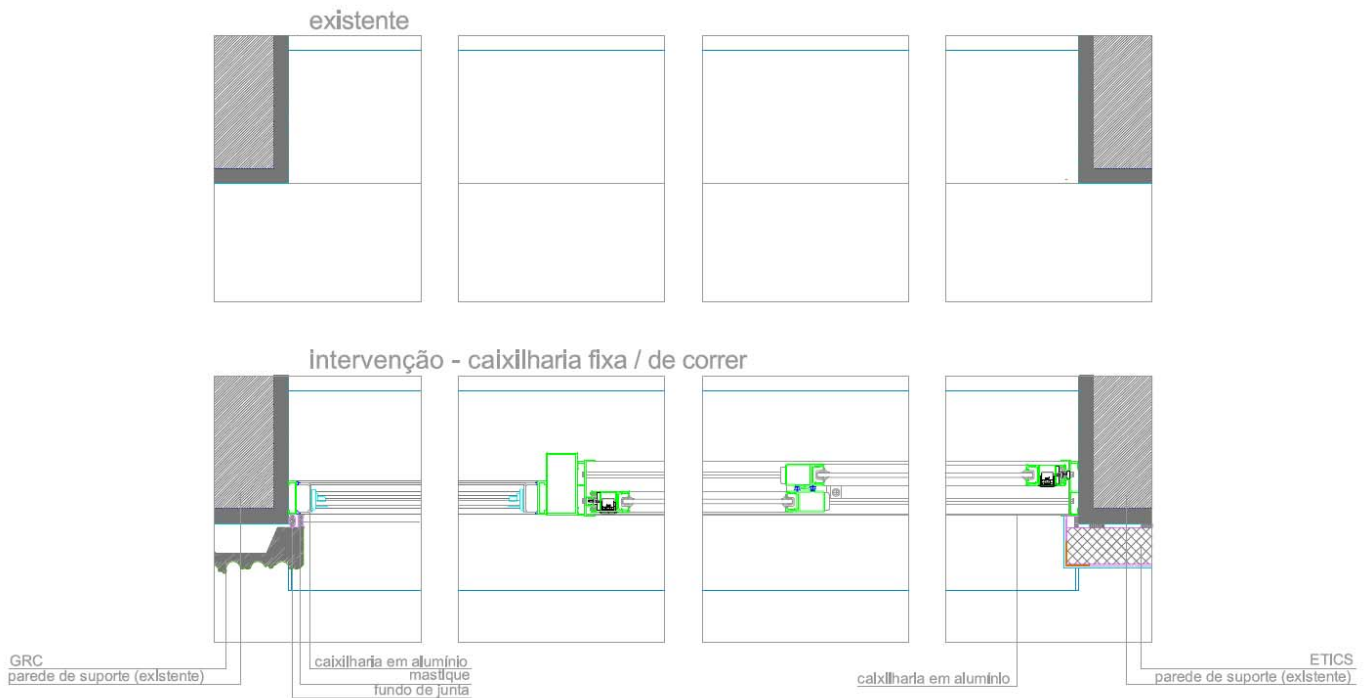 existente
intervenção - caixilharia fixa / de correr
GRC
parede de suporte (existente)
caixilharia em alumínio
mastique
fundo de junta
caixilharia em alumínio
ETICS
parede de suporte (existente)